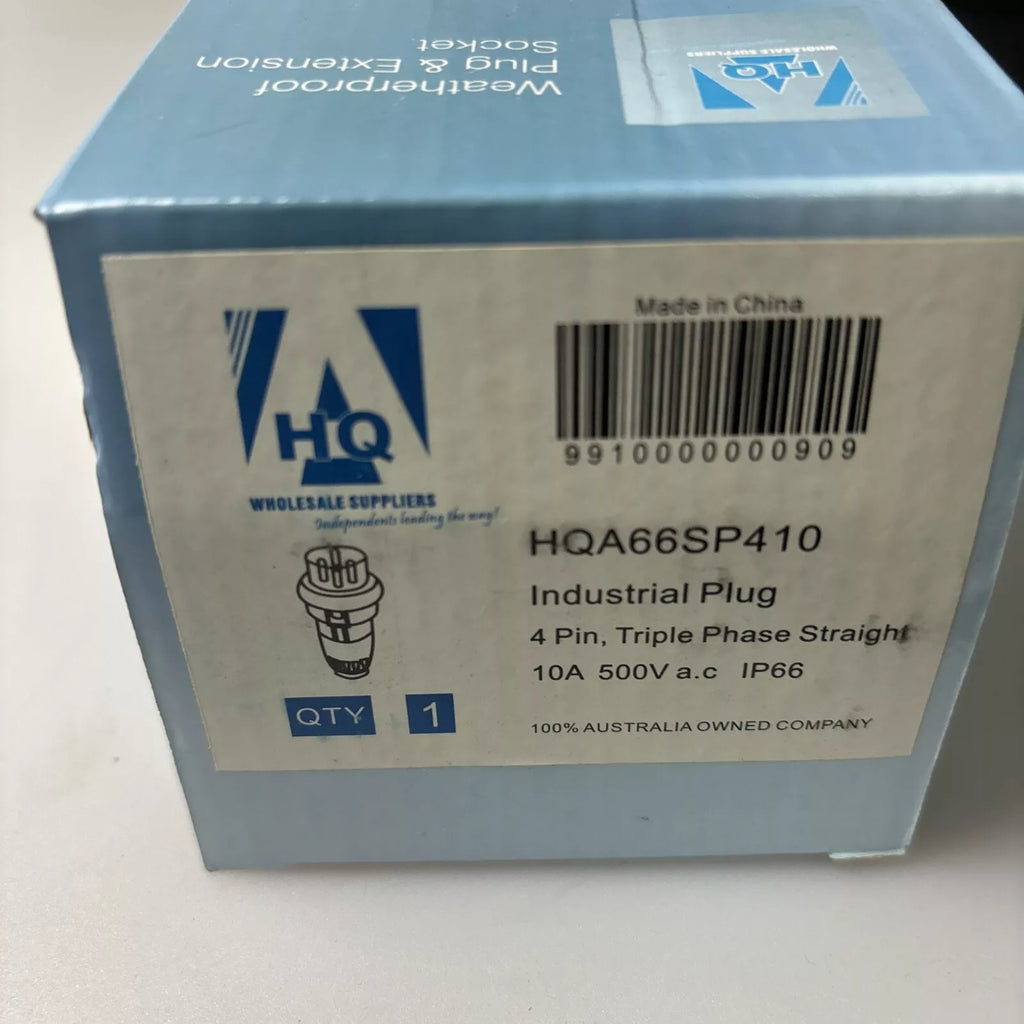 Weatherproof
Plug & Extension
Socket
HQ
WHOLESALE SUPPLIERS
HQ
WHOLESALE SUPPLIERS
Independents leading the way!
Made in China
9910000000909
HQA66SP410
Industrial Plug
4 Pin, Triple Phase Straight
10A 500V a.c IP66
QTY 1
100% AUSTRALIA OWNED COMPANY